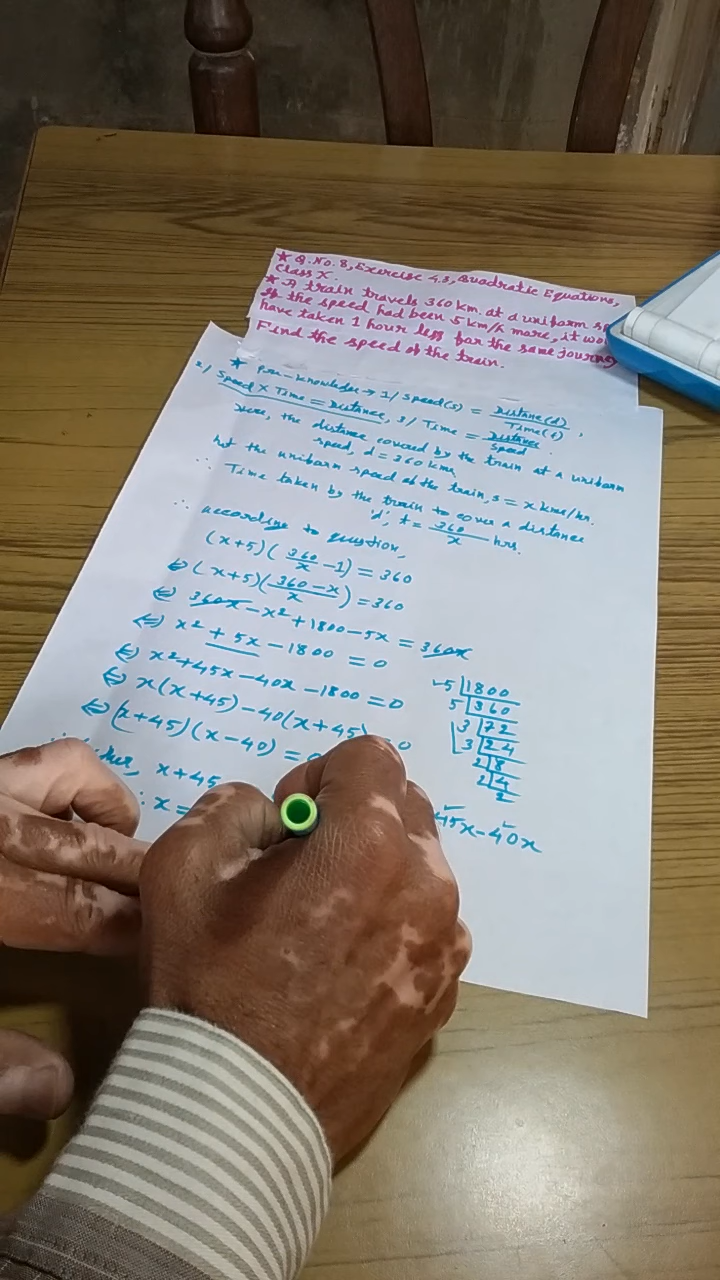 ★ Q. No. 8, Exercise 4.3, Quadratic Equations,
Class X.
★ A train travels 360 km at a uniform
If the speed had been 5 km/h more, it
have taken 1 hour less for the same journey
Find the speed of the train.
★ Pre-knowledge → 1/ Speed(s) = Distance(d)/Time(t),
2/ Speed × Time = Distance, 3/ Time = Distance/Speed.
Here, the distance covered by the train at a uniform
speed, d = 360 kms
Let the uniform speed of the train, s = x kms/hr.
∴ Time taken by the train to cover a distance
'd', t = 360/x hrs.
∴ according to question,
(x+5)(360/x - 1) = 360
⇔ (x+5)(360-x/x) = 360
⇔ 360x - x² + 1800 - 5x = 360x
⇔ x² + 5x - 1800 = 0
⇔ x² + 45x - 40x - 1800 = 0
⇔ x(x+45) - 40(x+45) = 0
⇔ (x+45)(x-40) = 0
x+45
∴ x =
5 | 1800
5 | 360
3 | 72
3 | 24
2 | 8
2 | 4
2
45x - 40x